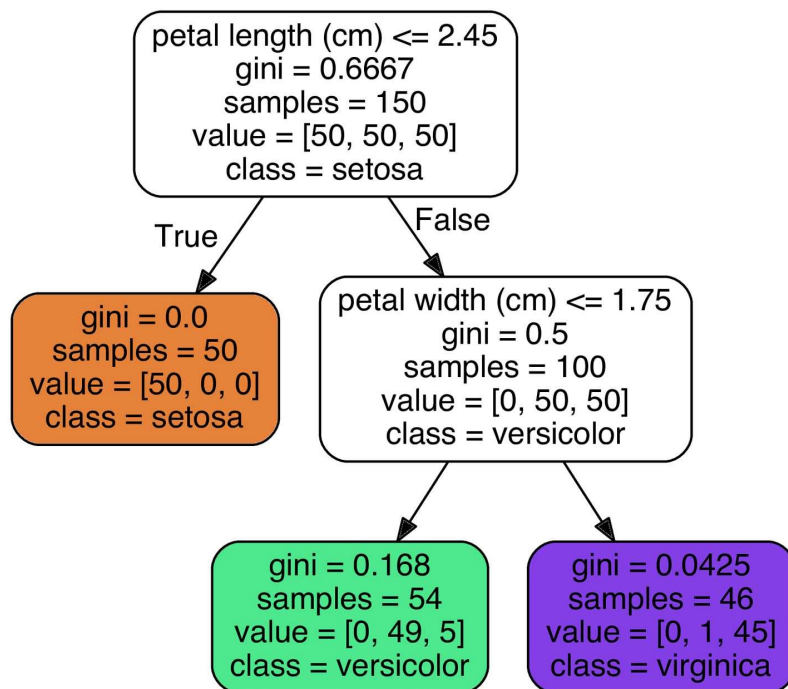 petal length (cm) <= 2.45
gini = 0.6667
samples = 150
value = [50, 50, 50]
class = setosa
True
False
gini = 0.0
samples = 50
value = [50, 0, 0]
class = setosa
petal width (cm) <= 1.75
gini = 0.5
samples = 100
value = [0, 50, 50]
class = versicolor
gini = 0.168
samples = 54
value = [0, 49, 5]
class = versicolor
gini = 0.0425
samples = 46
value = [0, 1, 45]
class = virginica